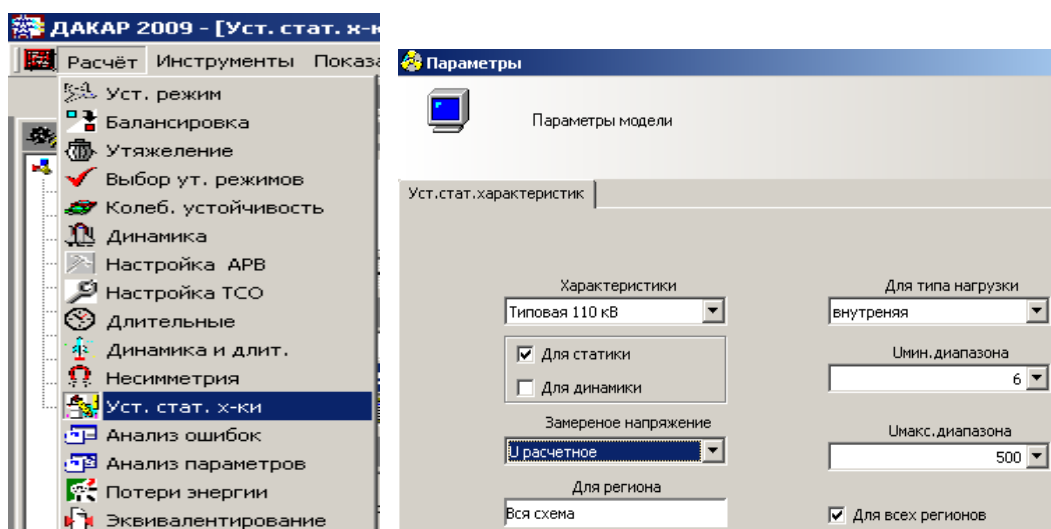 ДАКАР 2009 - [Уст. стат. х-к
Расчёт Инструменты Показа
Уст. режим
Балансировка
Утяжеление
Выбор ут. режимов
Колеб. устойчивость
Динамика
Настройка АРВ
Настройка ТСО
Длительные
Динамика и длит.
Несимметрия
Уст. стат. х-ки
Анализ ошибок
Анализ параметров
Потери энергии
Эквивалентирование
Параметры
Параметры модели
Уст.стат.характеристик
Характеристики
Типовая 110 кВ
Для статики
Для динамики
Замереное напряжение
U расчетное
Для региона
Вся схема
Для типа нагрузки
внутреняя
Uмин.диапазона
6
Uмакс.диапазона
500
Для всех регионов